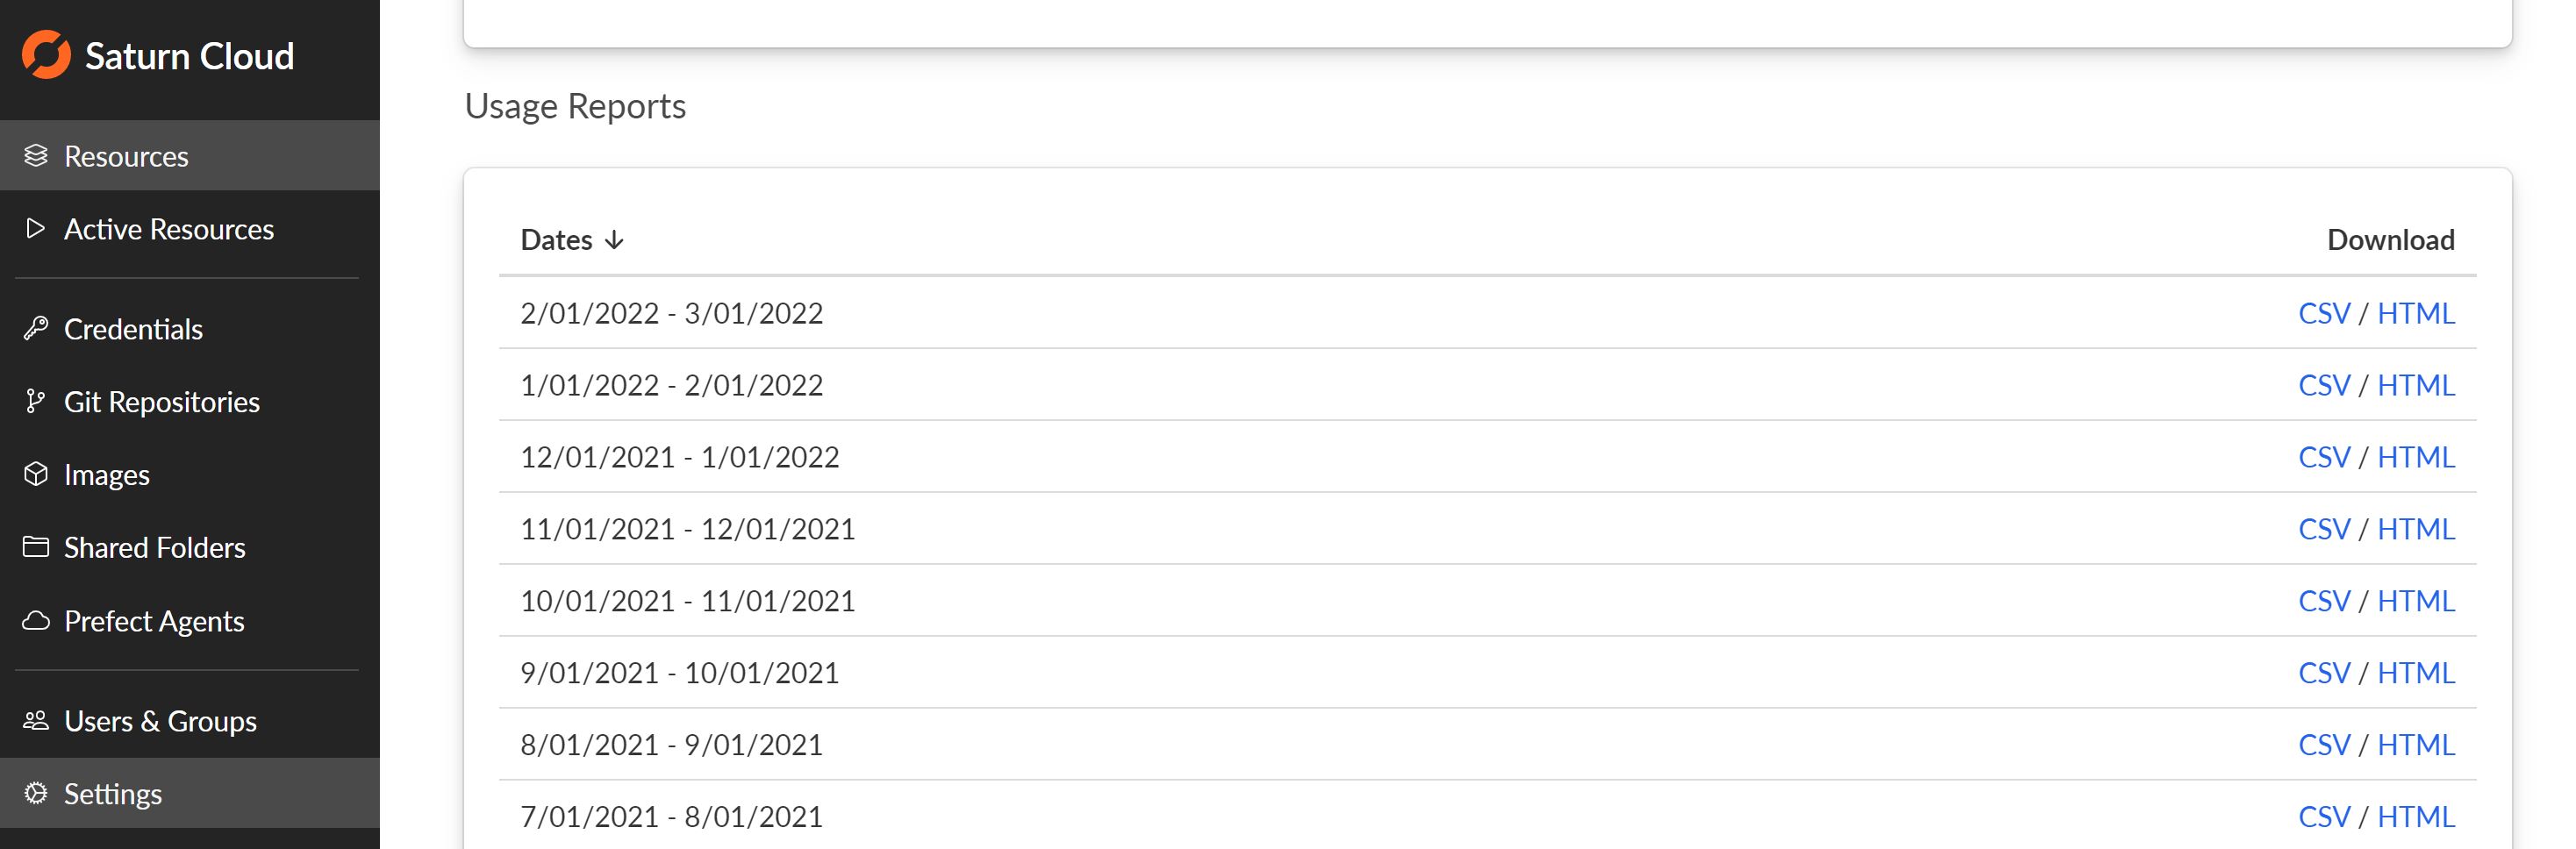 Saturn Cloud
Resources
Active Resources
Credentials
Git Repositories
Images
Shared Folders
Prefect Agents
Users & Groups
Settings
Usage Reports
Dates ↓ Download
2/01/2022 - 3/01/2022 CSV / HTML
1/01/2022 - 2/01/2022 CSV / HTML
12/01/2021 - 1/01/2022 CSV / HTML
11/01/2021 - 12/01/2021 CSV / HTML
10/01/2021 - 11/01/2021 CSV / HTML
9/01/2021 - 10/01/2021 CSV / HTML
8/01/2021 - 9/01/2021 CSV / HTML
7/01/2021 - 8/01/2021 CSV / HTML